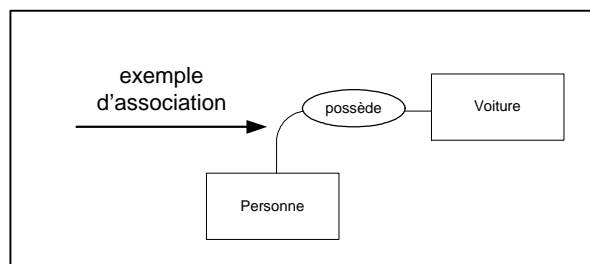 exemple
d'association
possède
Voiture
Personne